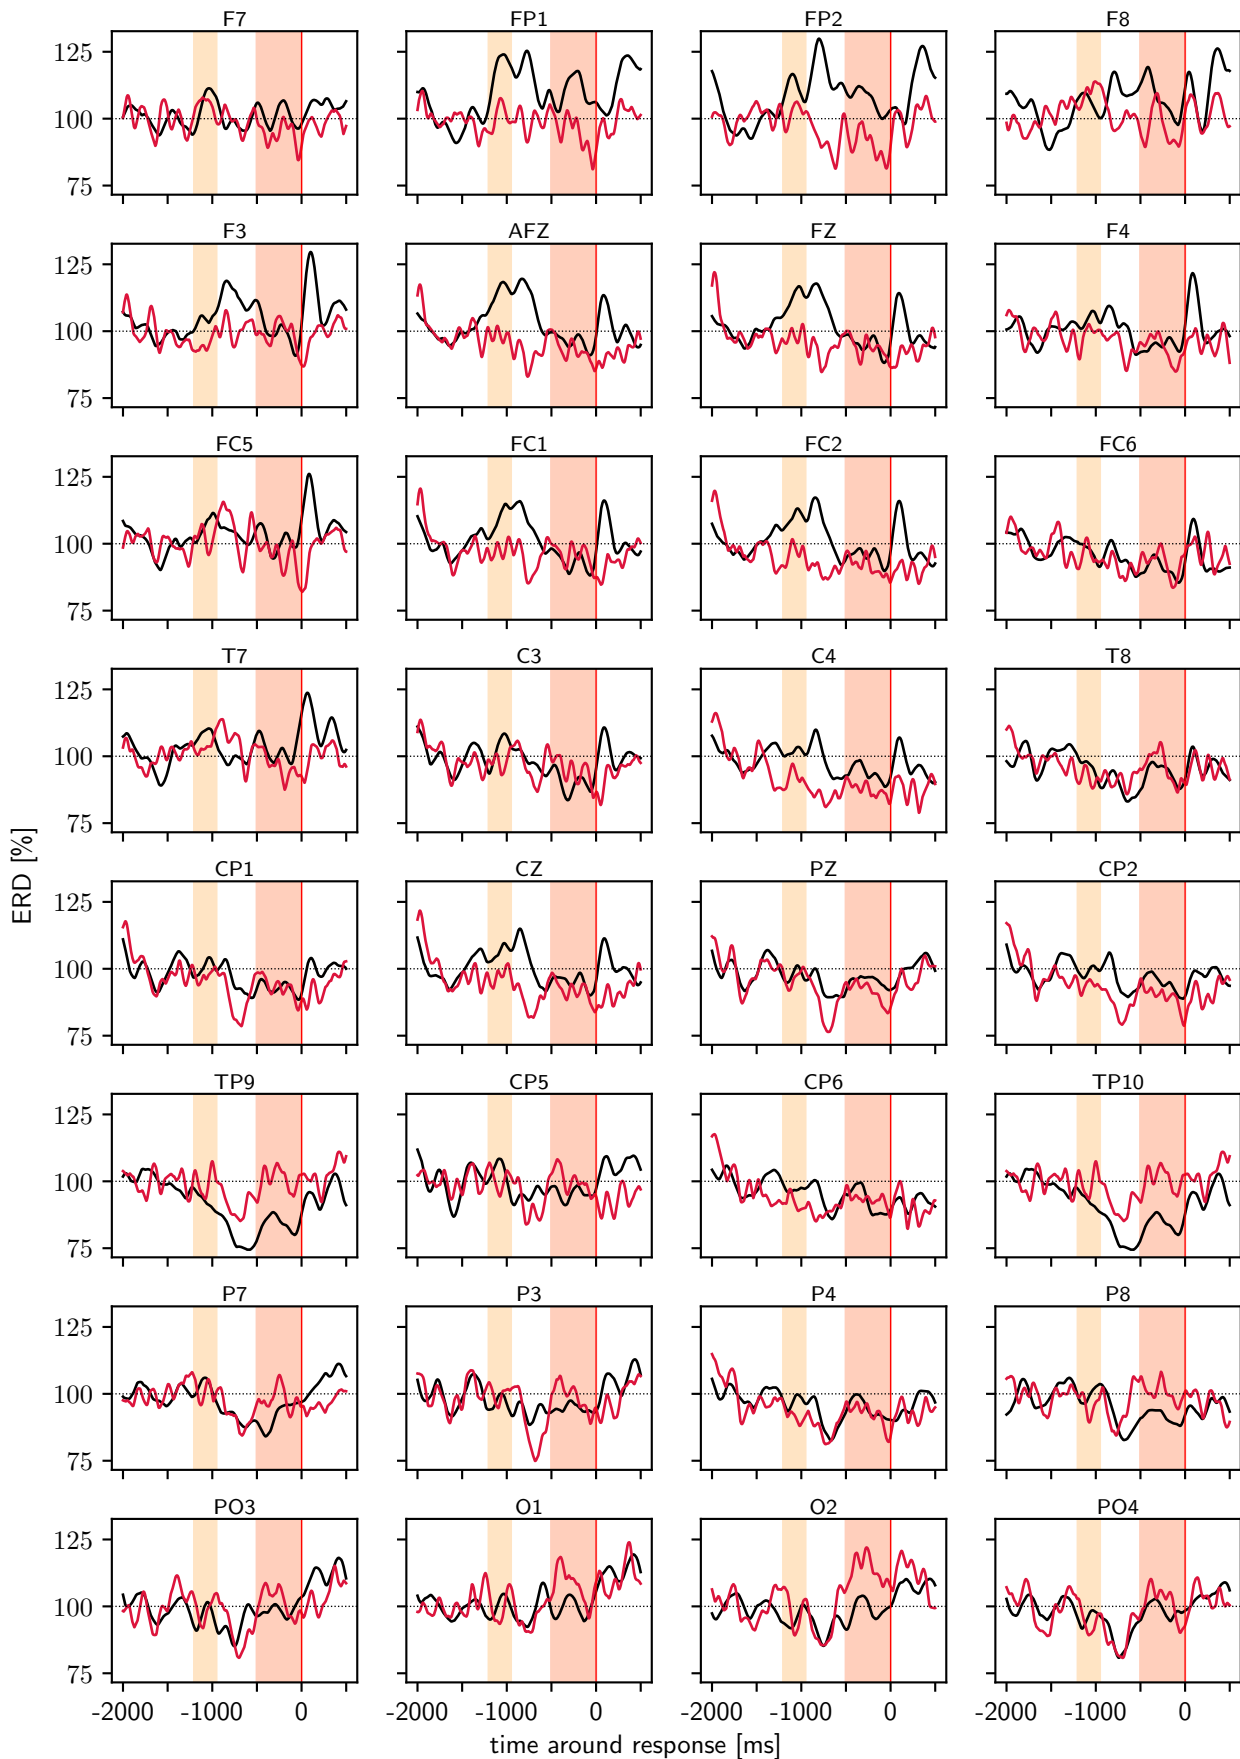 F7 FP1 FP2 F8
125
100
75
F3 AFZ FZ F4
125
100
75
FC5 FC1 FC2 FC6
125
100
75
T7 C3 C4 T8
125
100
75
ERD [%]
CP1 CZ PZ CP2
125
100
75
TP9 CP5 CP6 TP10
125
100
75
P7 P3 P4 P8
125
100
75
PO3 O1 O2 PO4
125
100
75
-2000 -1000 0 -2000 -1000 0 -2000 -1000 0 -2000 -1000 0
time around response [ms]